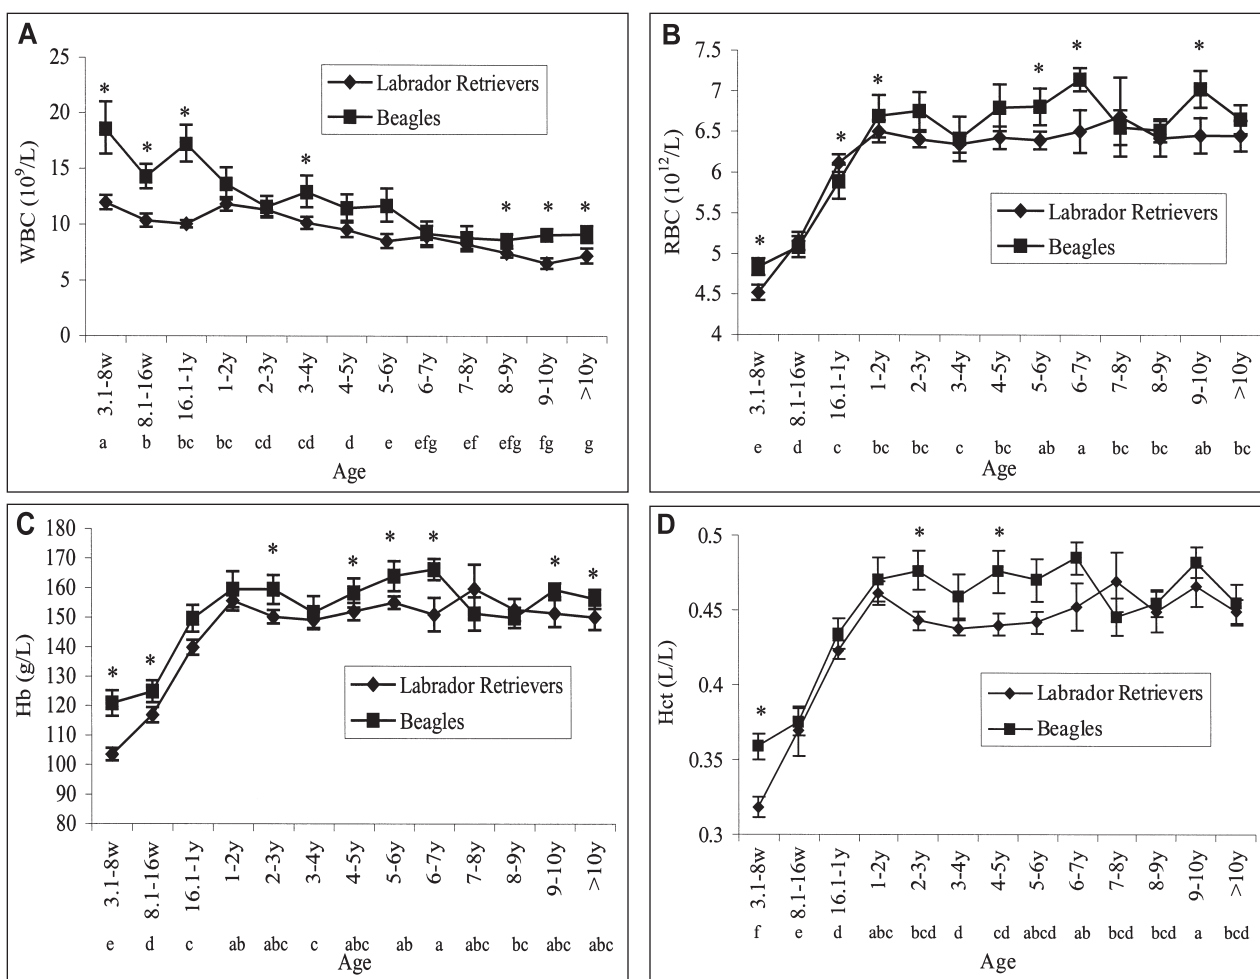 A
25
20
15
10
5
0
WBC (10⁹/L)
* * * * * * *
Labrador Retrievers
Beagles
3.1-8w 8.1-16w 16.1-1y 1-2y 2-3y 3-4y 4-5y 5-6y 6-7y 7-8y 8-9y 9-10y >10y
a b bc bc cd cd d e efg ef efg fg g
Age
B
7.5
7
6.5
6
5.5
5
4.5
4
RBC (10¹²/L)
* * * * * *
Labrador Retrievers
Beagles
3.1-8w 8.1-16w 16.1-1y 1-2y 2-3y 3-4y 4-5y 5-6y 6-7y 7-8y 8-9y 9-10y >10y
e d c bc bc c bc ab a bc bc ab bc
Age
C
180
170
160
150
140
130
120
110
100
90
80
Hb (g/L)
* * * * * * * *
Labrador Retrievers
Beagles
3.1-8w 8.1-16w 16.1-1y 1-2y 2-3y 3-4y 4-5y 5-6y 6-7y 7-8y 8-9y 9-10y >10y
e d c ab abc c abc ab a abc bc abc abc
Age
D
0.5
0.45
0.4
0.35
0.3
Hct (L/L)
* * *
Labrador Retrievers
Beagles
3.1-8w 8.1-16w 16.1-1y 1-2y 2-3y 3-4y 4-5y 5-6y 6-7y 7-8y 8-9y 9-10y >10y
f e d abc bcd d cd abcd ab bcd bcd a bcd
Age